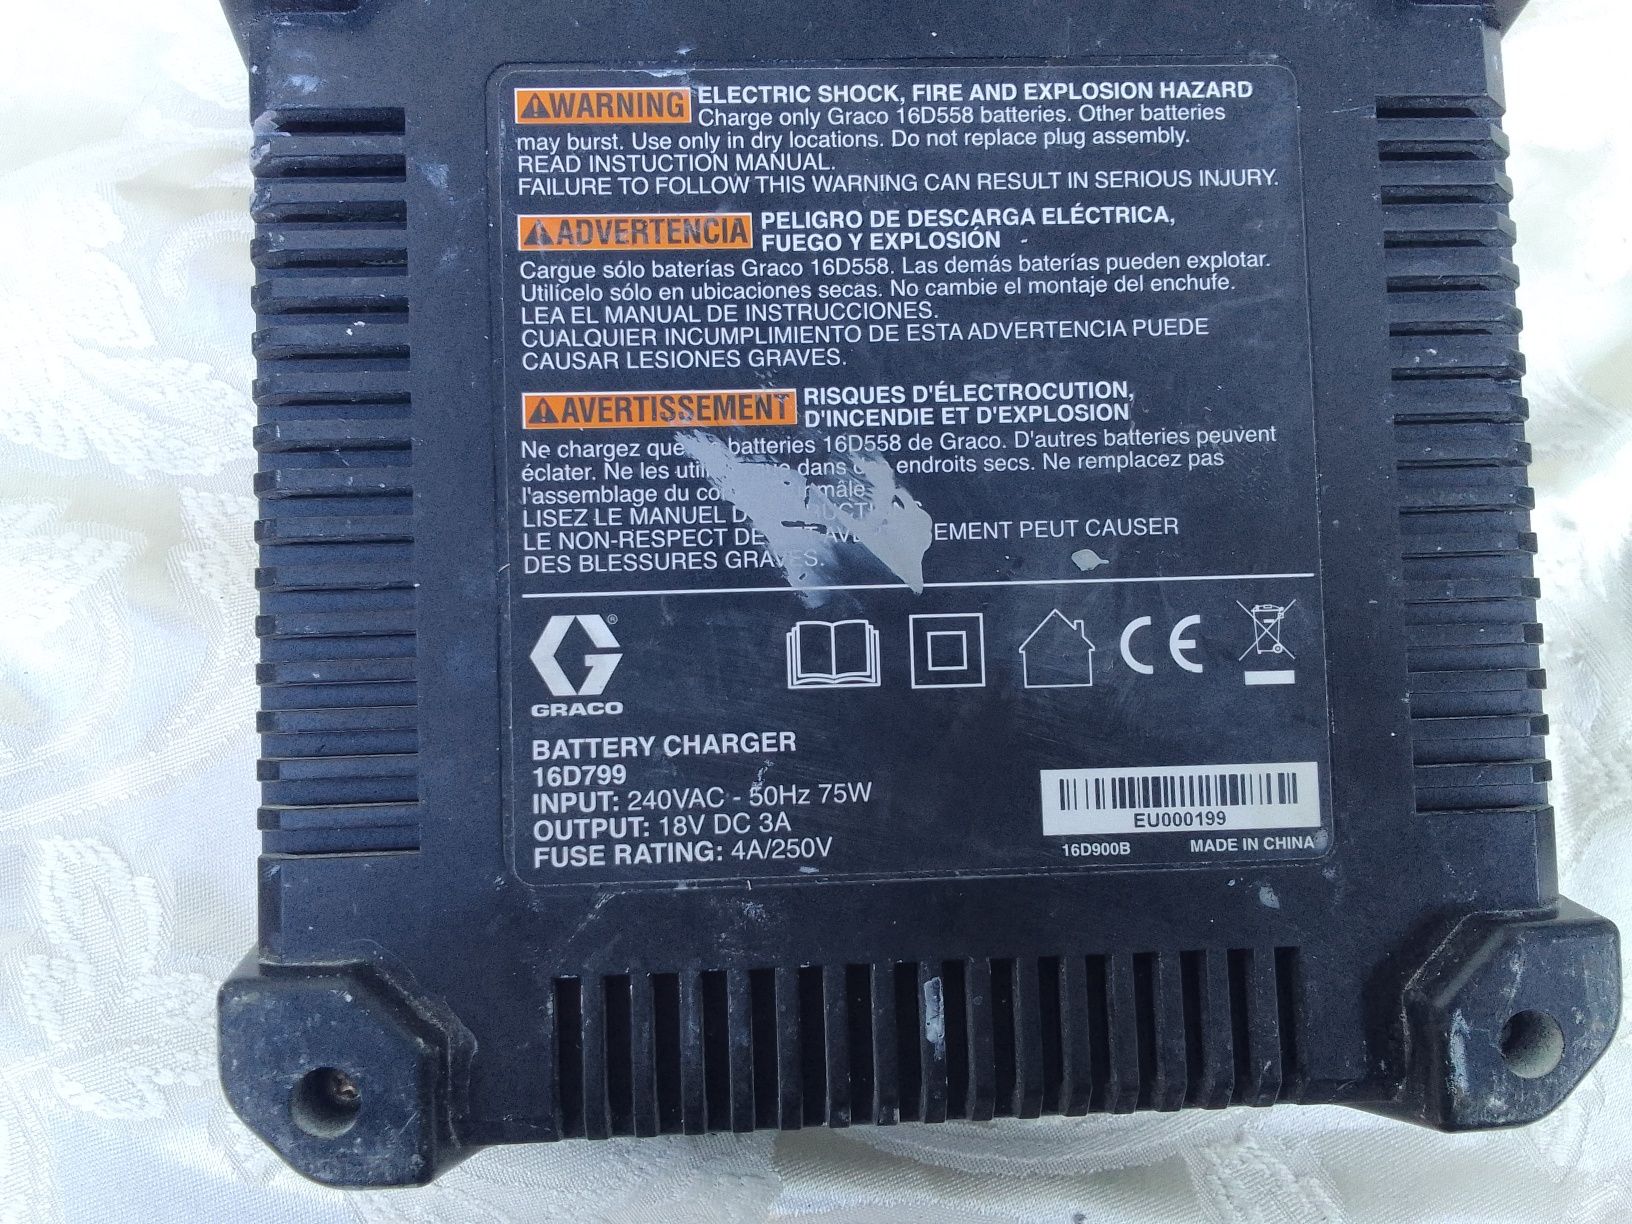 WARNING ELECTRIC SHOCK, FIRE AND EXPLOSION HAZARD
Charge only Graco 16D558 batteries. Other batteries
may burst. Use only in dry locations. Do not replace plug assembly.
READ INSTUCTION MANUAL.
FAILURE TO FOLLOW THIS WARNING CAN RESULT IN SERIOUS INJURY.
ADVERTENCIA PELIGRO DE DESCARGA ELÉCTRICA,
FUEGO Y EXPLOSIÓN
Cargue sólo baterías Graco 16D558. Las demás baterías pueden explotar.
Utilícelo sólo en ubicaciones secas. No cambie el montaje del enchufe.
LEA EL MANUAL DE INSTRUCCIONES.
CUALQUIER INCUMPLIMIENTO DE ESTA ADVERTENCIA PUEDE
CAUSAR LESIONES GRAVES.
AVERTISSEMENT RISQUES D'ÉLECTROCUTION,
D'INCENDIE ET D'EXPLOSION
Ne chargez que batteries 16D558 de Graco. D'autres batteries peuvent
éclater. Ne les dans endroits secs. Ne remplacez pas
l'assemblage du mâle
LISEZ LE MANUEL
LE NON-RESPECT DE PEUT CAUSER
DES BLESSURES GRAVES.
GRACO
CE
BATTERY CHARGER
16D799
INPUT: 240VAC - 50Hz 75W
OUTPUT: 18V DC 3A
FUSE RATING: 4A/250V
EU000199
16D900B MADE IN CHINA